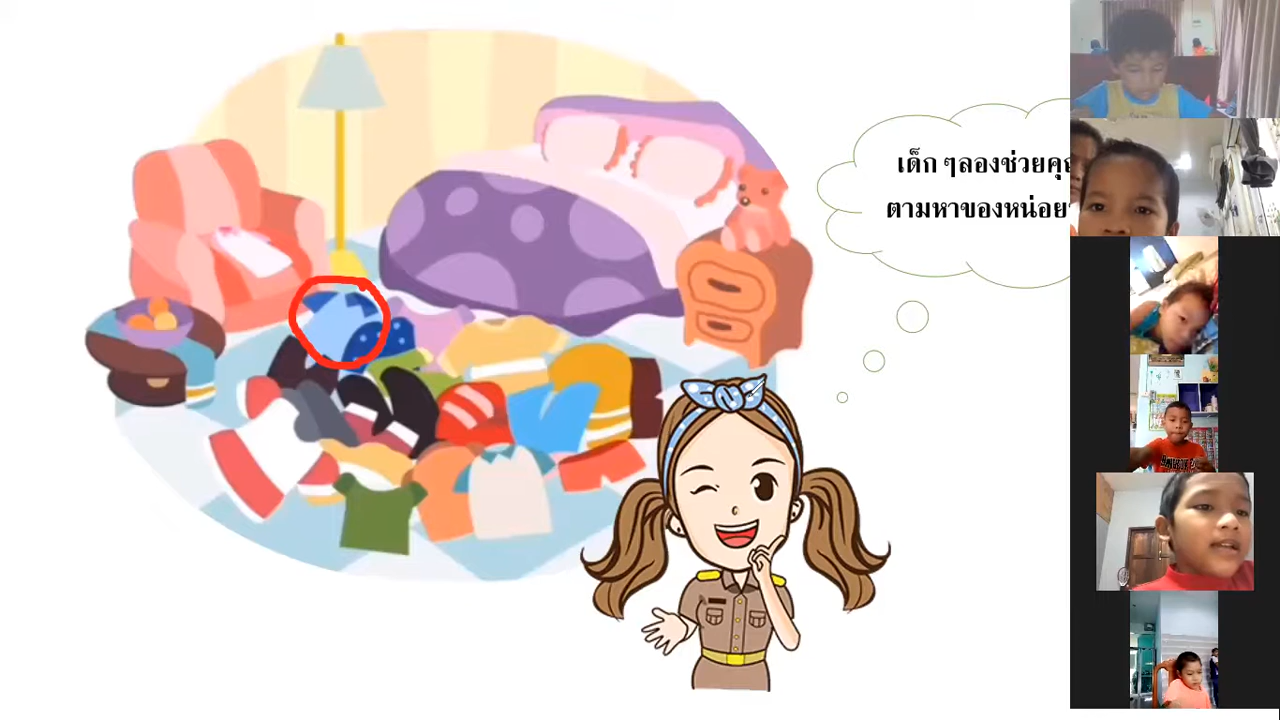 เด็ก ๆลองช่วย
ตามหาของหน่อย